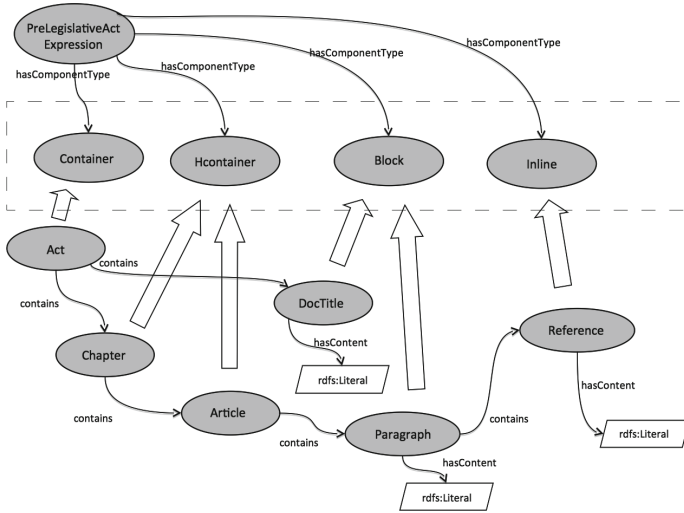 PreLegislativeAct
Expression
hasComponentType
hasComponentType
hasComponentType
hasComponentType
Container
Hcontainer
Block
Inline
Act
contains
contains
DocTitle
Chapter
hasContent
rdfs:Literal
Reference
hasContent
contains
Article
contains
Paragraph
contains
rdfs:Literal
hasContent
rdfs:Literal